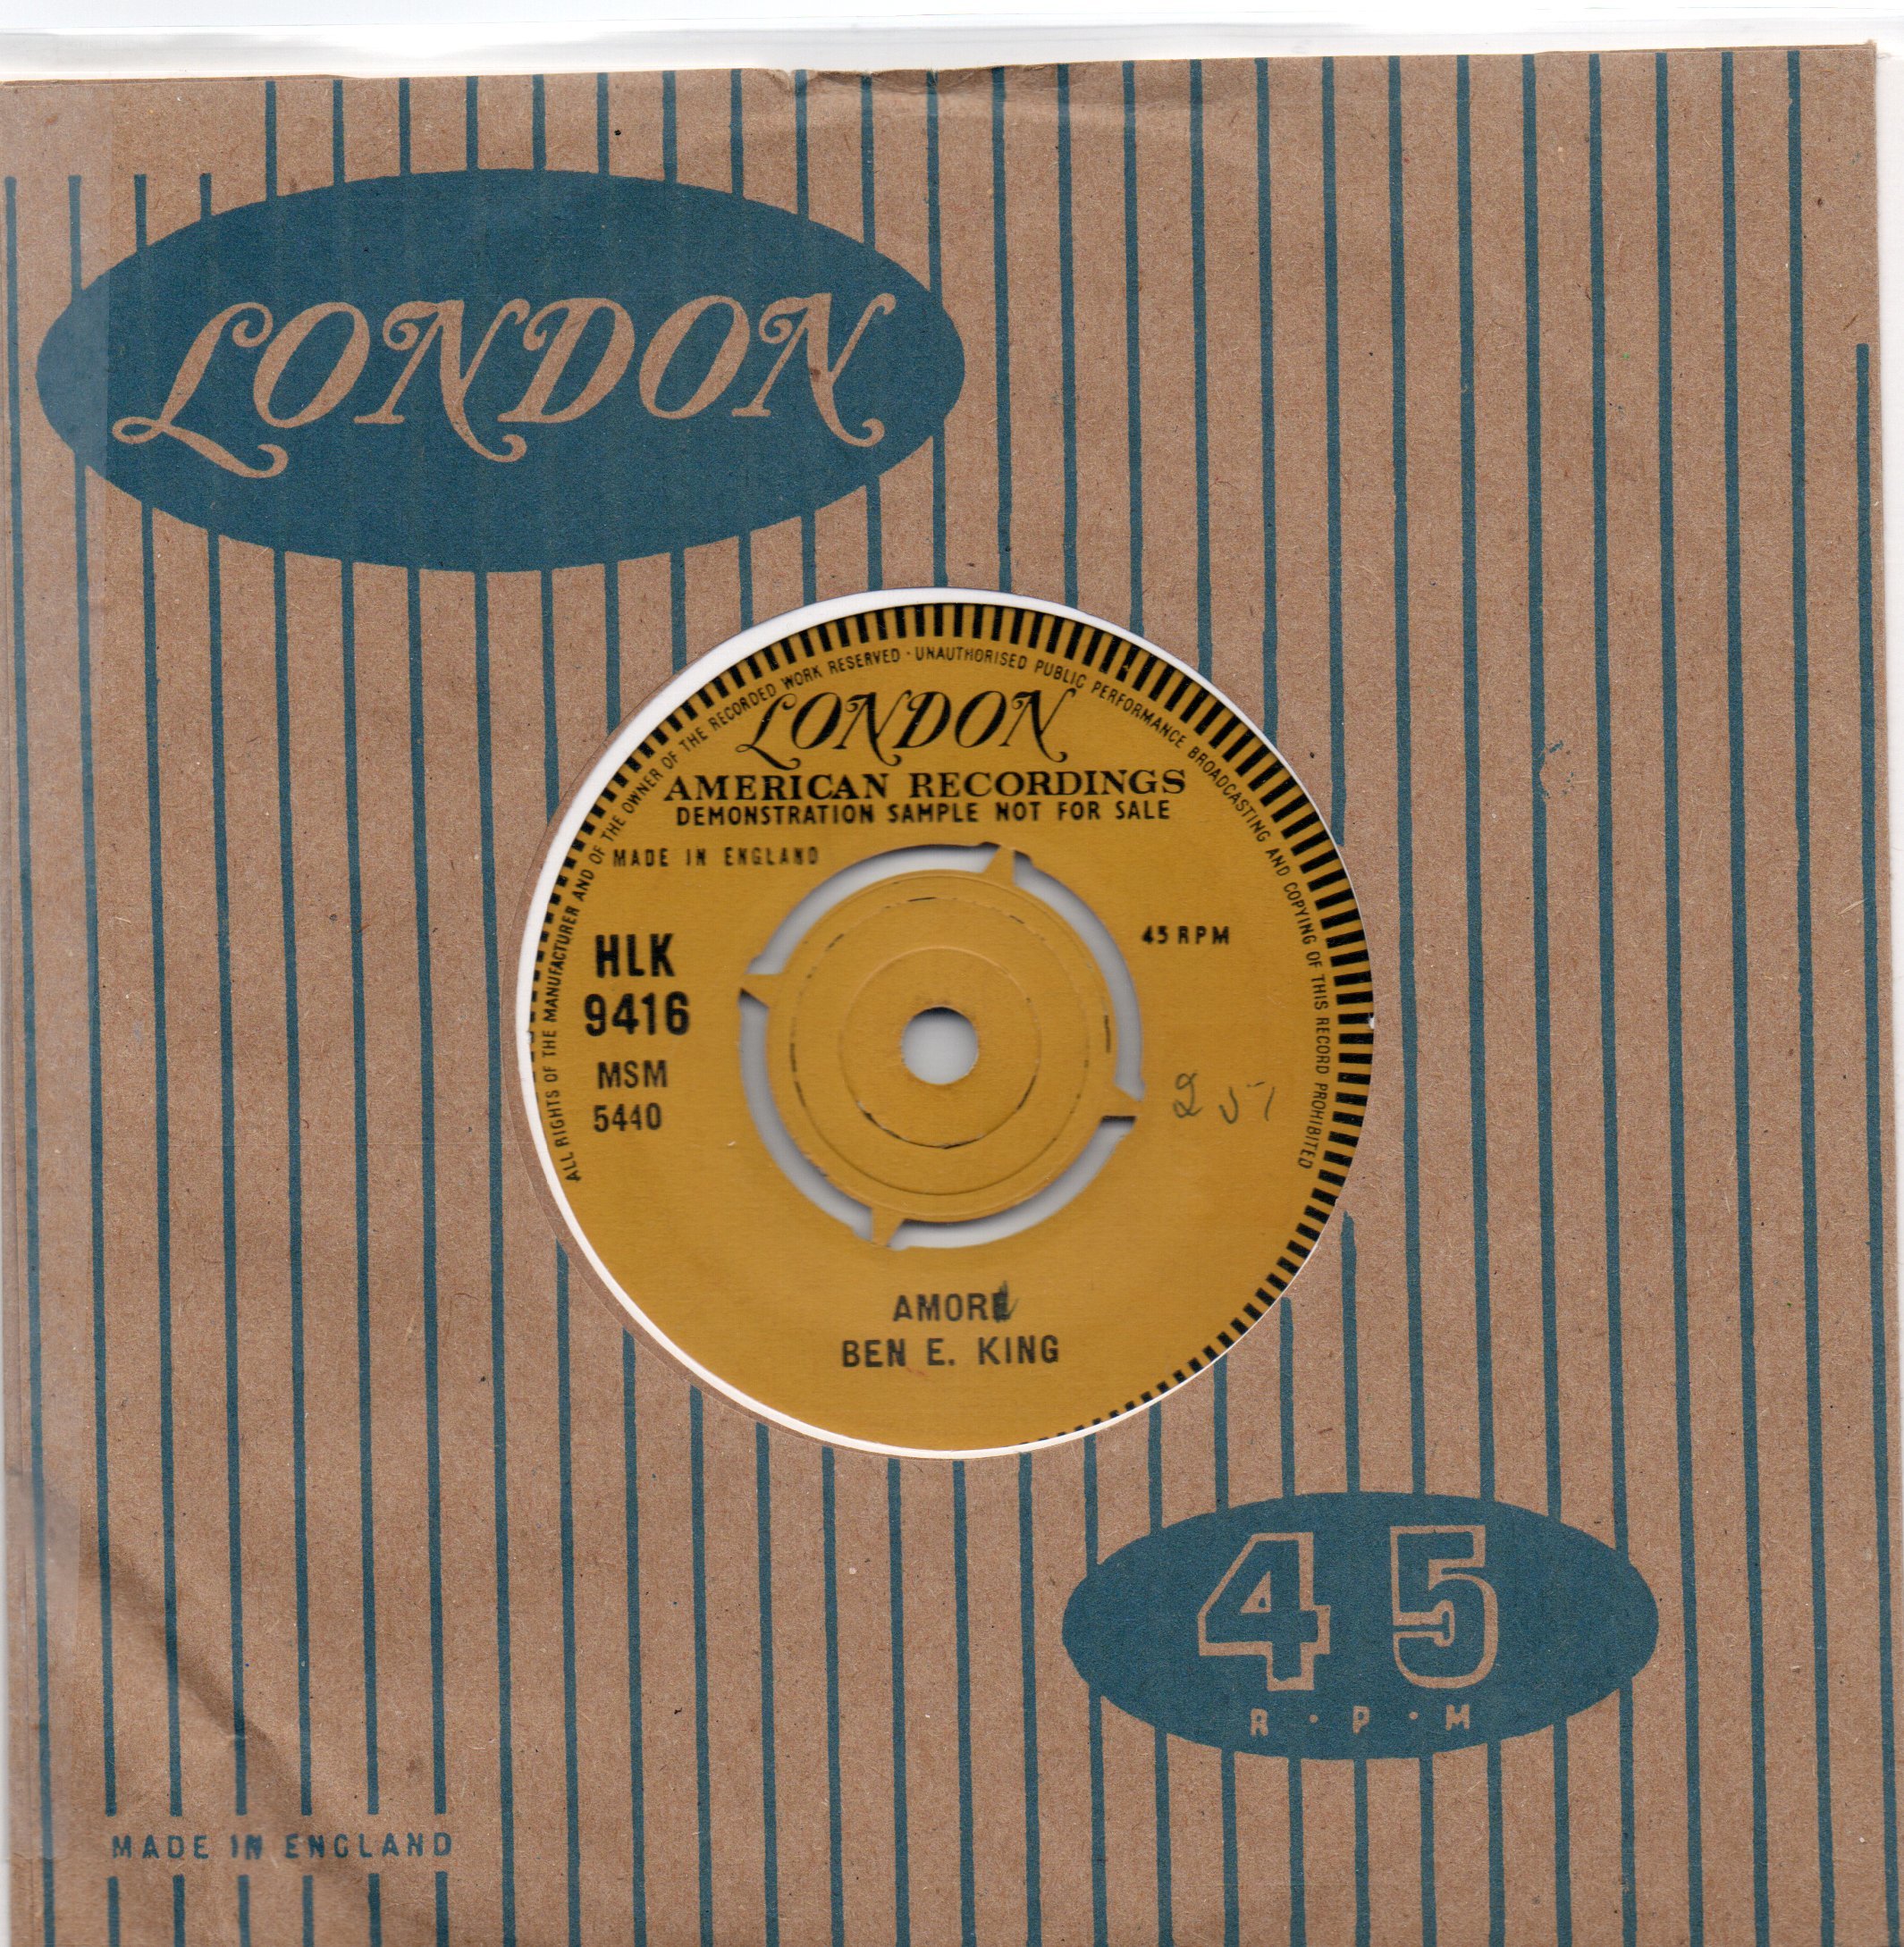 LONDON
ALL RIGHTS OF THE MANUFACTURER AND OF THE OWNER OF THE RECORDED WORK RESERVED · UNAUTHORISED PUBLIC PERFORMANCE BROADCASTING AND COPYING OF THIS RECORD PROHIBITED
LONDON
AMERICAN RECORDINGS
DEMONSTRATION SAMPLE NOT FOR SALE
MADE IN ENGLAND
45 RPM
HLK
9416
MSM
5440
AMORE
BEN E. KING
45
R·P·M
MADE IN ENGLAND